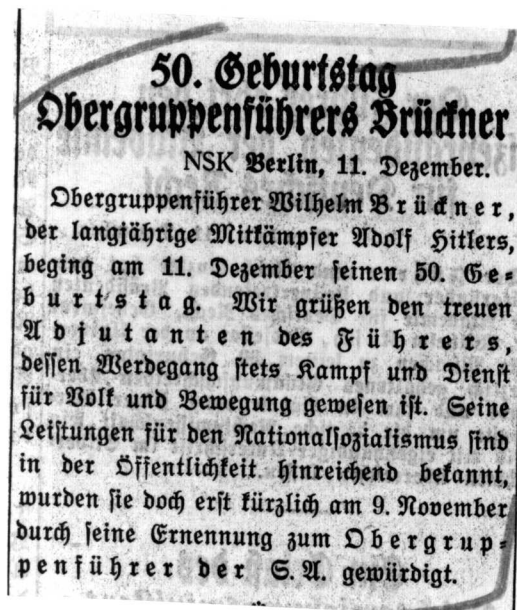 50. Geburtstag
Obergruppenführers Brückner
NSK Berlin, 11. Dezember.
Obergruppenführer Wilhelm Brückner,
der langjährige Mitkämpfer Adolf Hitlers,
beging am 11. Dezember seinen 50. Ge-
burtstag. Wir grüßen den treuen
Adjutanten des Führers,
dessen Werdegang stets Kampf und Dienst
für Volk und Bewegung gewesen ist. Seine
Leistungen für den Nationalsozialismus sind
in der Öffentlichkeit hinreichend bekannt,
wurden sie doch erst kürzlich am 9. November
durch seine Ernennung zum Obergrup-
penführer der S. A. gewürdigt.